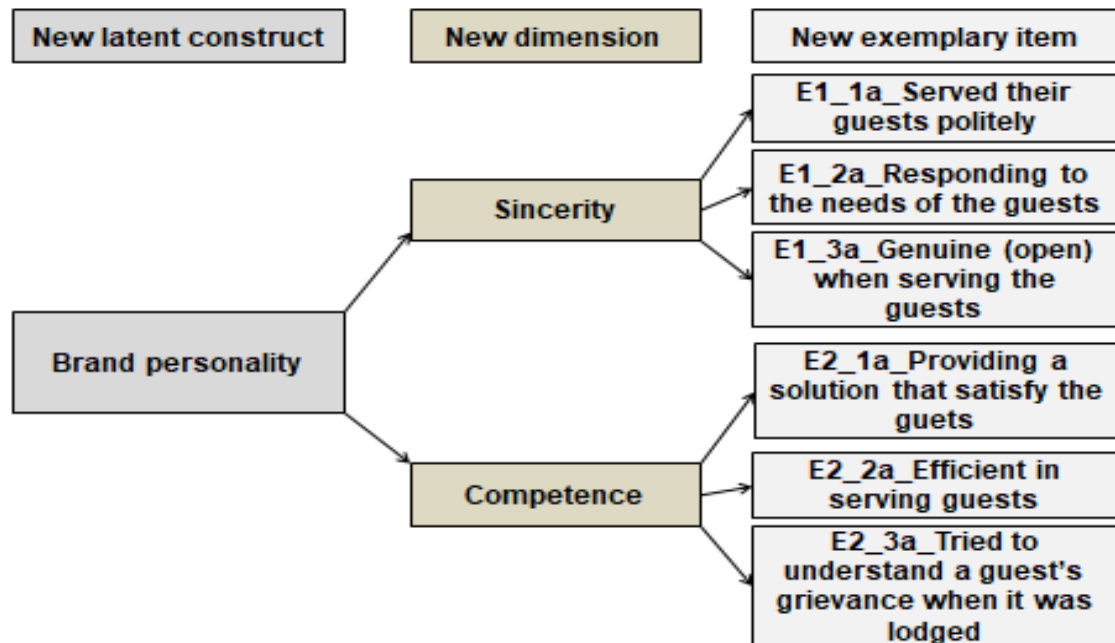 New latent construct
New dimension
New exemplary item
E1_1a_Served their
guests politely
E1_2a_Responding to
the needs of the guests
Sincerity
E1_3a_Genuine (open)
when serving the
guests
Brand personality
E2_1a_Providing a
solution that satisfy the
guets
Competence
E2_2a_Efficient in
serving guests
E2_3a_Tried to
understand a guest's
grievance when it was
lodged